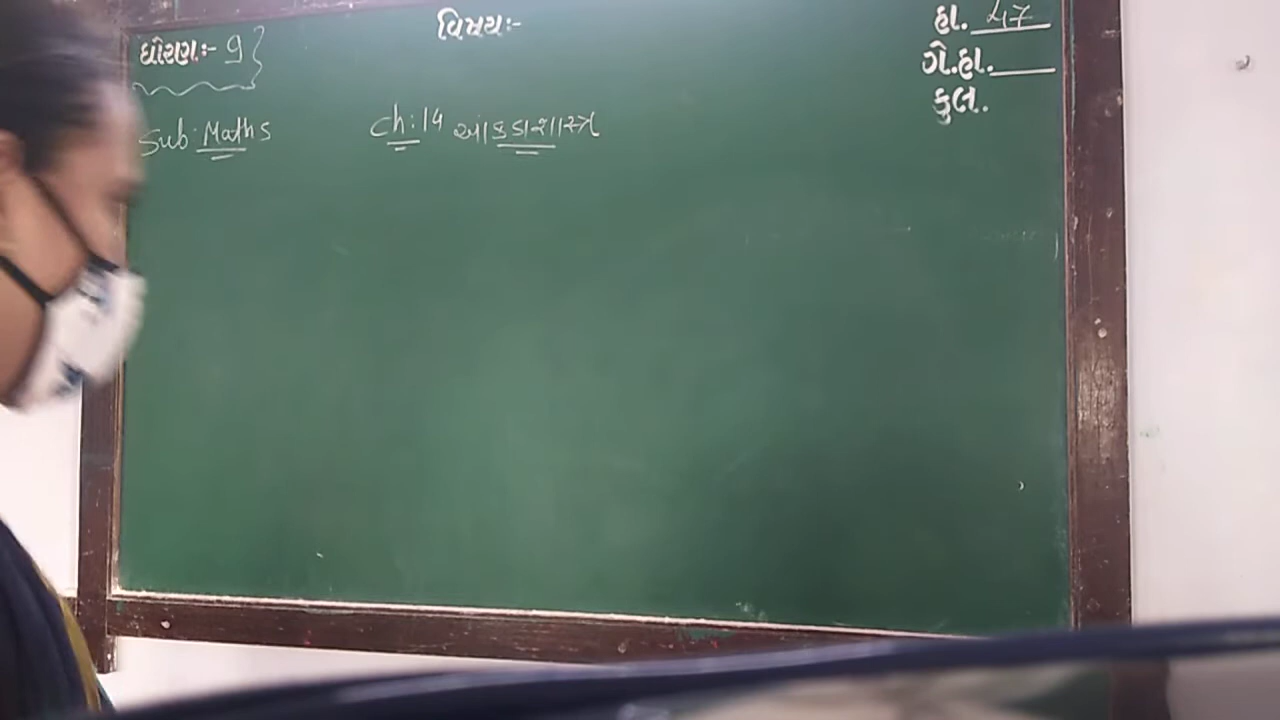 વિષય:-
ધોરણ:- 9
હા. 47
ગે.હા.
કુલ.
Sub: Maths
Ch: 14 આંકડાશાસ્ત્ર